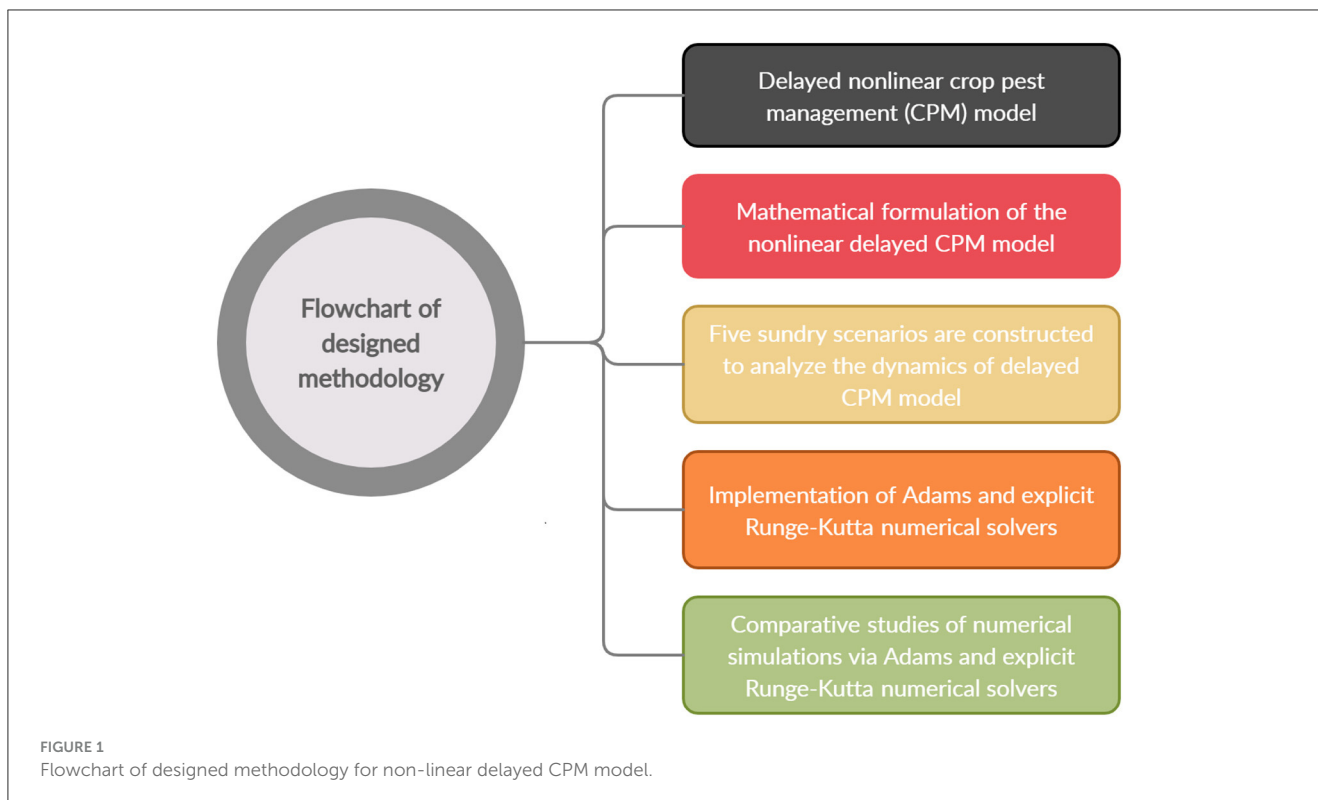 Flowchart of
designed
methodology
Delayed nonlinear crop pest
management (CPM) model
Mathematical formulation of the
nonlinear delayed CPM model
Five sundry scenarios are constructed
to analyze the dynamics of delayed
CPM model
Implementation of Adams and explicit
Runge-Kutta numerical solvers
Comparative studies of numerical
simulations via Adams and explicit
Runge-Kutta numerical solvers
FIGURE 1
Flowchart of designed methodology for non-linear delayed CPM model.